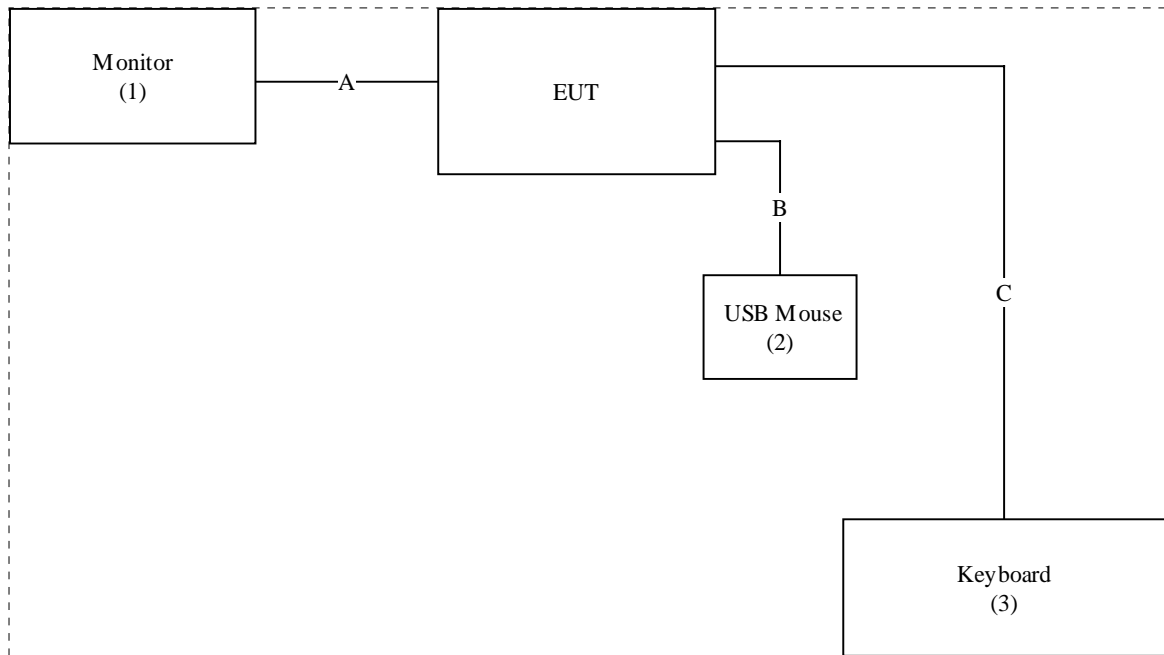 Monitor
(1)
A
EUT
B
USB Mouse
(2)
C
Keyboard
(3)